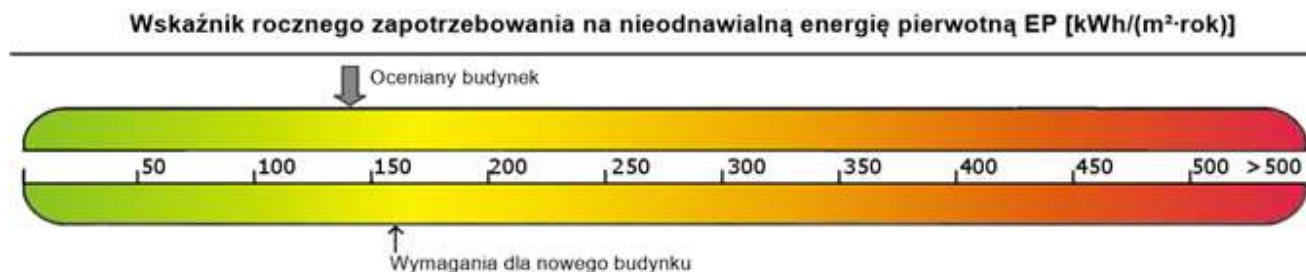 Wskaźnik rocznego zapotrzebowania na nieodnawialną energię pierwotną EP [kWh/(m²·rok)]
Oceniany budynek
50 100 150 200 250 300 350 400 450 500 > 500
Wymagania dla nowego budynku